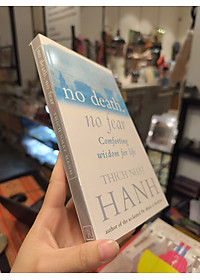 no death,
no fear
Comforting
wisdom for life
THICH NHAT
HANH